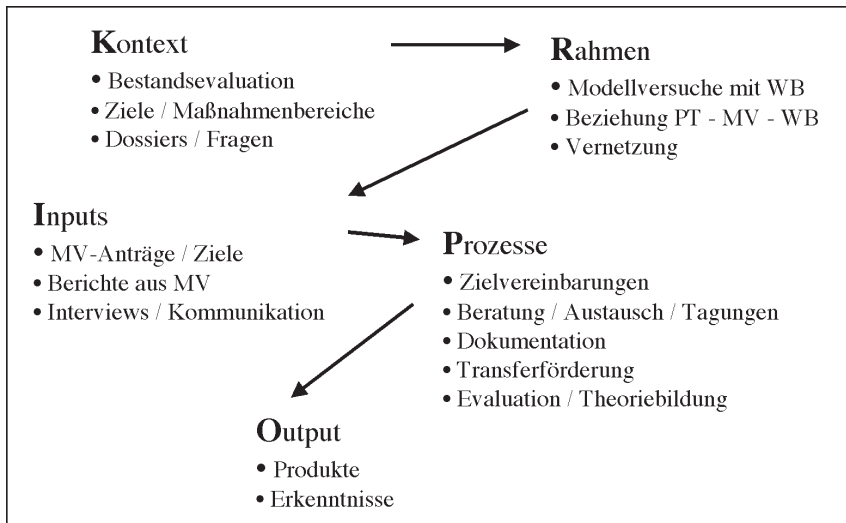 Kontext
• Bestandsevaluation
• Ziele / Maßnahmenbereiche
• Dossiers / Fragen
Rahmen
• Modellversuche mit WB
• Beziehung PT - MV - WB
• Vernetzung
Inputs
• MV-Anträge / Ziele
• Berichte aus MV
• Interviews / Kommunikation
Prozesse
• Zielvereinbarungen
• Beratung / Austausch / Tagungen
• Dokumentation
• Transferförderung
• Evaluation / Theoriebildung
Output
• Produkte
• Erkenntnisse